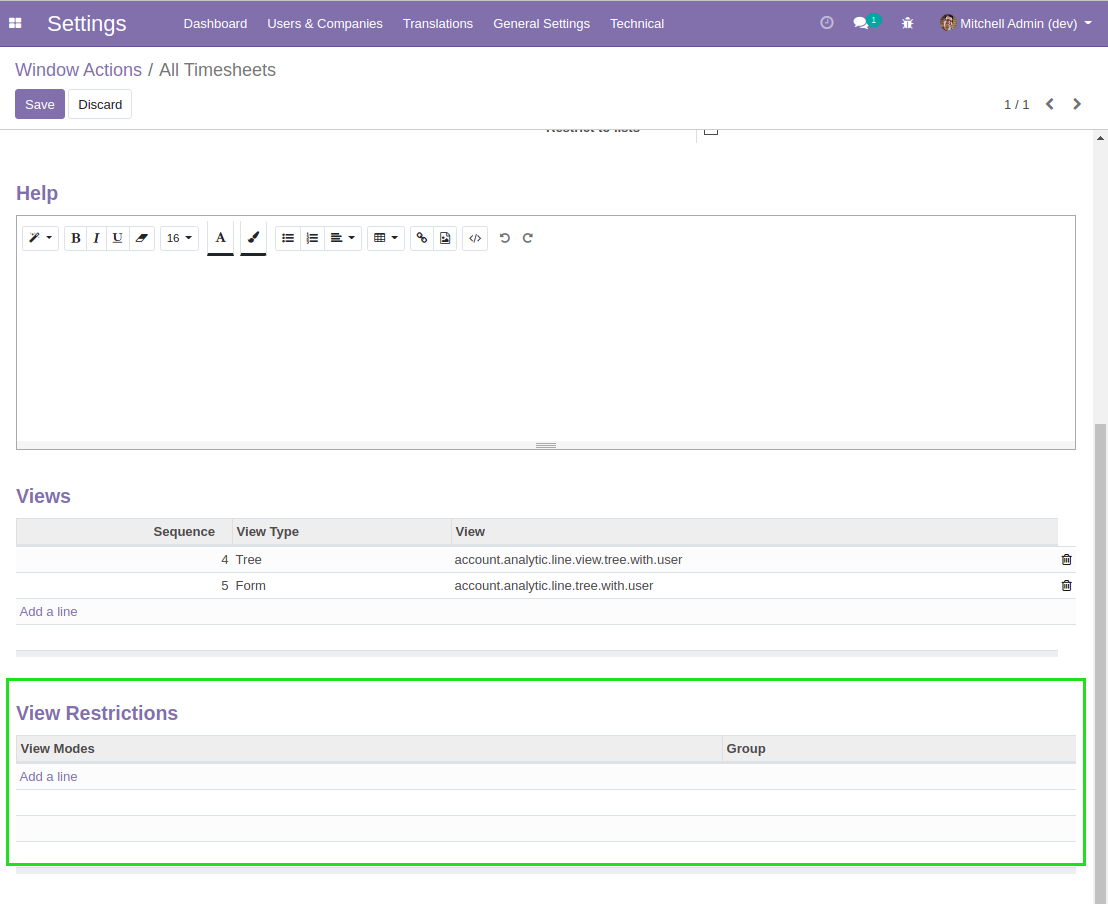 Settings Dashboard Users & Companies Translations General Settings Technical 1 Mitchell Admin (dev)
Window Actions / All Timesheets
Save Discard 1 / 1
Restrict to lists
Help
B I U 16 A </>
Views
Sequence View Type View
4 Tree account.analytic.line.view.tree.with.user
5 Form account.analytic.line.tree.with.user
Add a line
View Restrictions
View Modes Group
Add a line